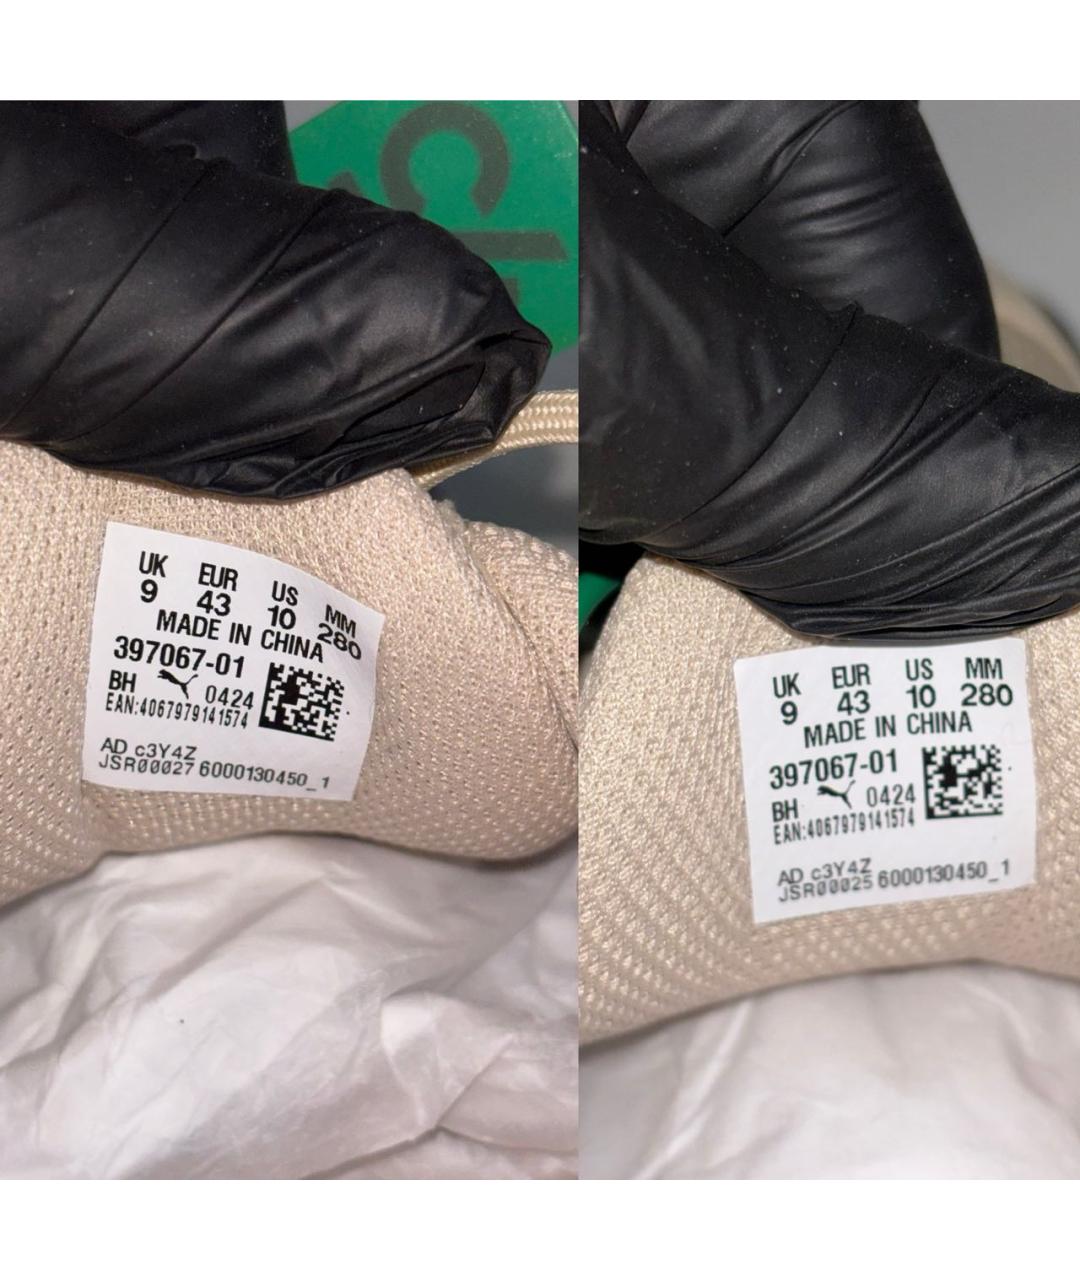 UK EUR US MM
9 43 10 280
MADE IN CHINA
397067-01
BH 0424
EAN:4067979141574
AD c3Y4Z
JSR00027 6000130450_1
UK EUR US MM
9 43 10 280
MADE IN CHINA
397067-01
BH 0424
EAN:4067979141574
AD c3Y4Z
JSR00025 6000130450_1